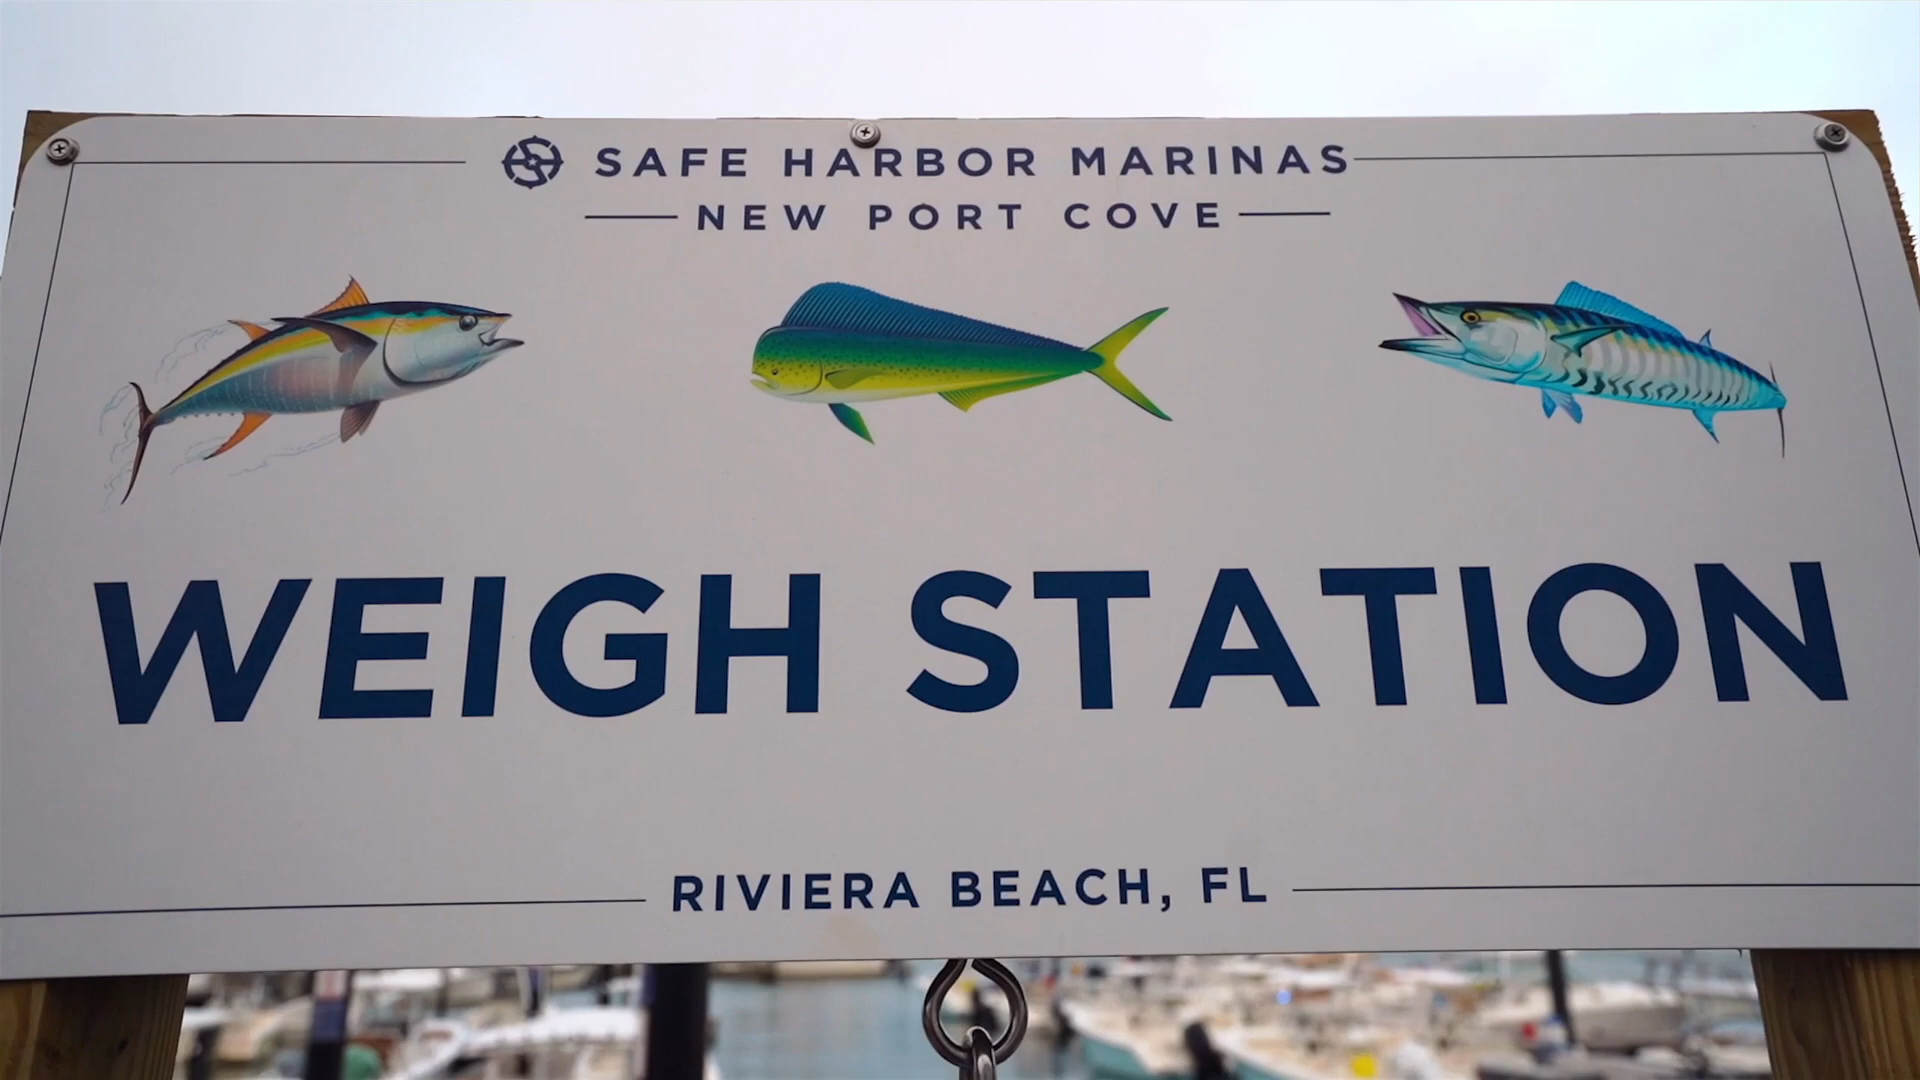 SAFE HARBOR MARINAS
NEW PORT COVE
WEIGH STATION
RIVIERA BEACH, FL